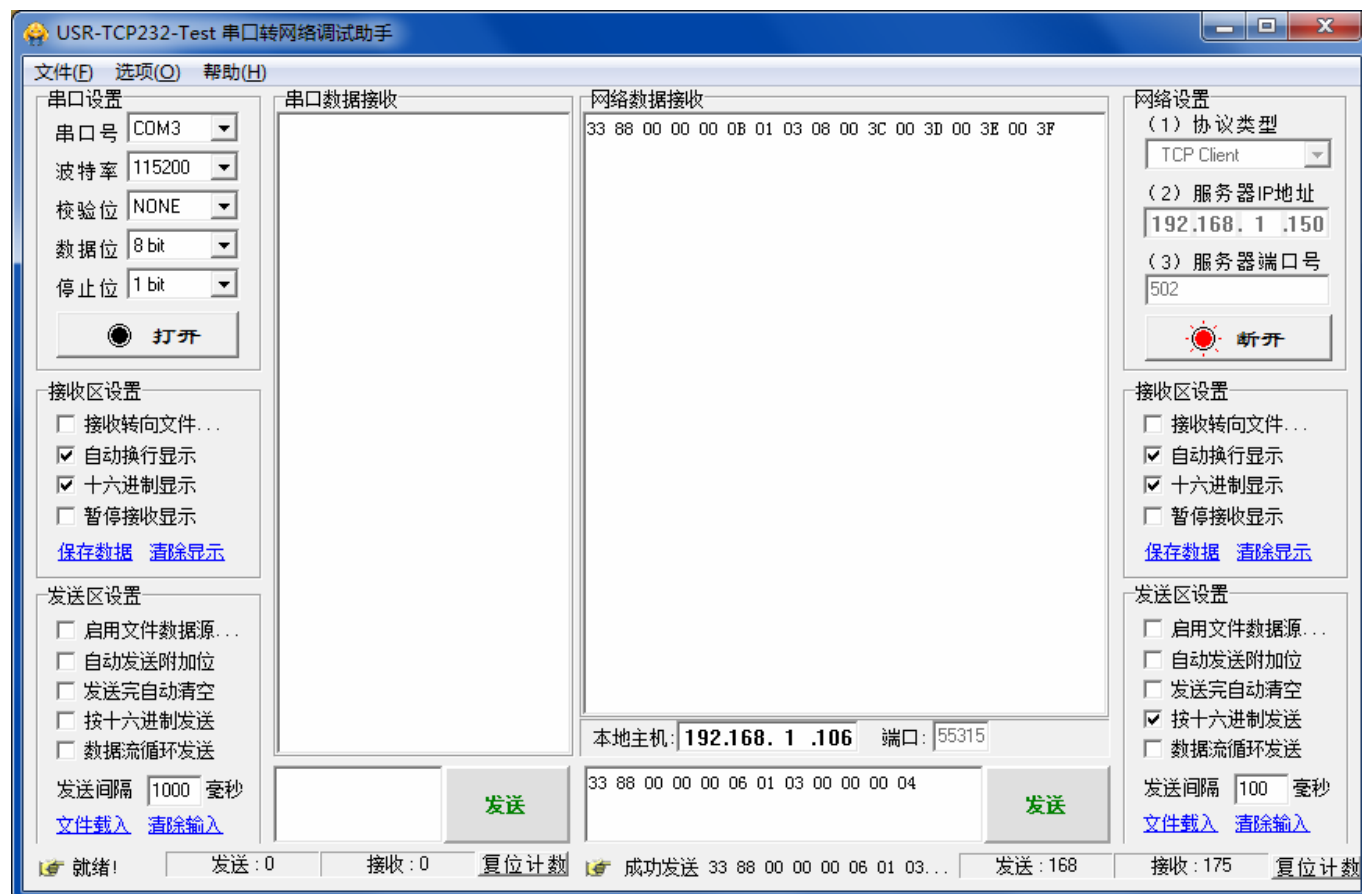 USR-TCP232-Test 串口转网络调试助手
文件(F) 选项(O) 帮助(H)
串口设置
串口号 COM3
波特率 115200
校验位 NONE
数据位 8 bit
停止位 1 bit
打开
接收区设置
接收转向文件...
自动换行显示
十六进制显示
暂停接收显示
保存数据 清除显示
发送区设置
启用文件数据源...
自动发送附加位
发送完自动清空
按十六进制发送
数据流循环发送
发送间隔 1000 毫秒
文件载入 清除输入
串口数据接收
发送
网络数据接收
33 88 00 00 00 0B 01 03 08 00 3C 00 3D 00 3E 00 3F
本地主机: 192.168. 1 .106 端口: 55315
33 88 00 00 00 06 01 03 00 00 00 04
发送
网络设置
(1) 协议类型
TCP Client
(2) 服务器IP地址
192.168. 1 .150
(3) 服务器端口号
502
断开
接收区设置
接收转向文件...
自动换行显示
十六进制显示
暂停接收显示
保存数据 清除显示
发送区设置
启用文件数据源...
自动发送附加位
发送完自动清空
按十六进制发送
数据流循环发送
发送间隔 100 毫秒
文件载入 清除输入
就绪! 发送:0 接收:0 复位计数 成功发送 33 88 00 00 00 06 01 03... 发送:168 接收:175 复位计数